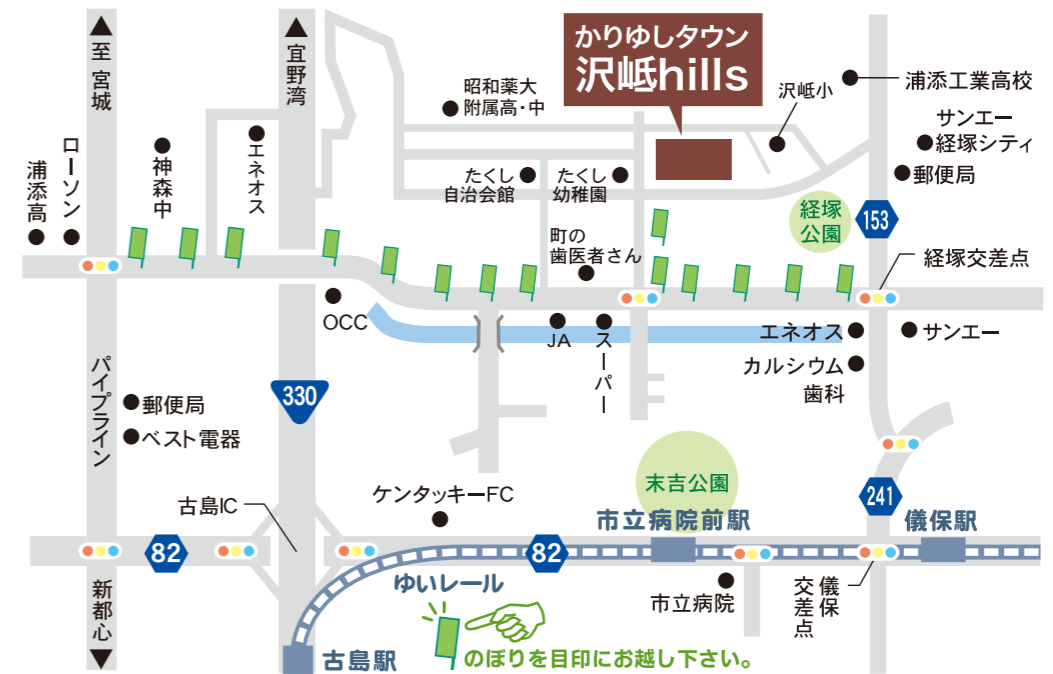 至 宮城
宜野湾
かりゆしタウン
沢岻hills
昭和薬大
附属高・中
沢岻小
浦添工業高校
サンエー
経塚シティ
郵便局
ローソン
浦添高
神森中
エネオス
たくし
自治会館
たくし
幼稚園
経塚
公園
153
町の
歯医者さん
経塚交差点
OCC
JA
スーパー
エネオス
サンエー
カルシウム
歯科
パイプライン
330
郵便局
ベスト電器
古島IC
ケンタッキーFC
末吉公園
市立病院前駅
241
儀保駅
82
82
ゆいレール
新都心
市立病院
儀保
交差点
古島駅
のぼりを目印にお越し下さい。